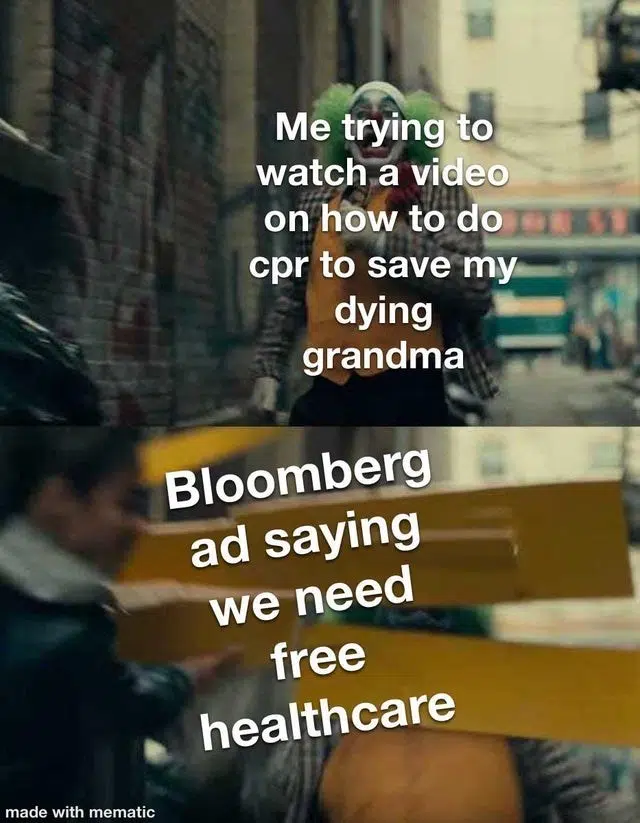 Me trying to
watch a video
on how to do
cpr to save my
dying
grandma
Bloomberg
ad saying
we need
free
healthcare
made with mematic